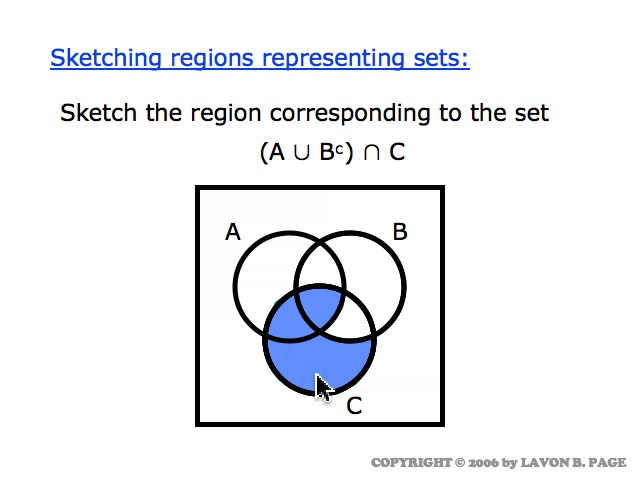 Sketching regions representing sets:
Sketch the region corresponding to the set
(A ∪ Bᶜ) ∩ C
A
B
C
COPYRIGHT © 2006 by LAVON B. PAGE